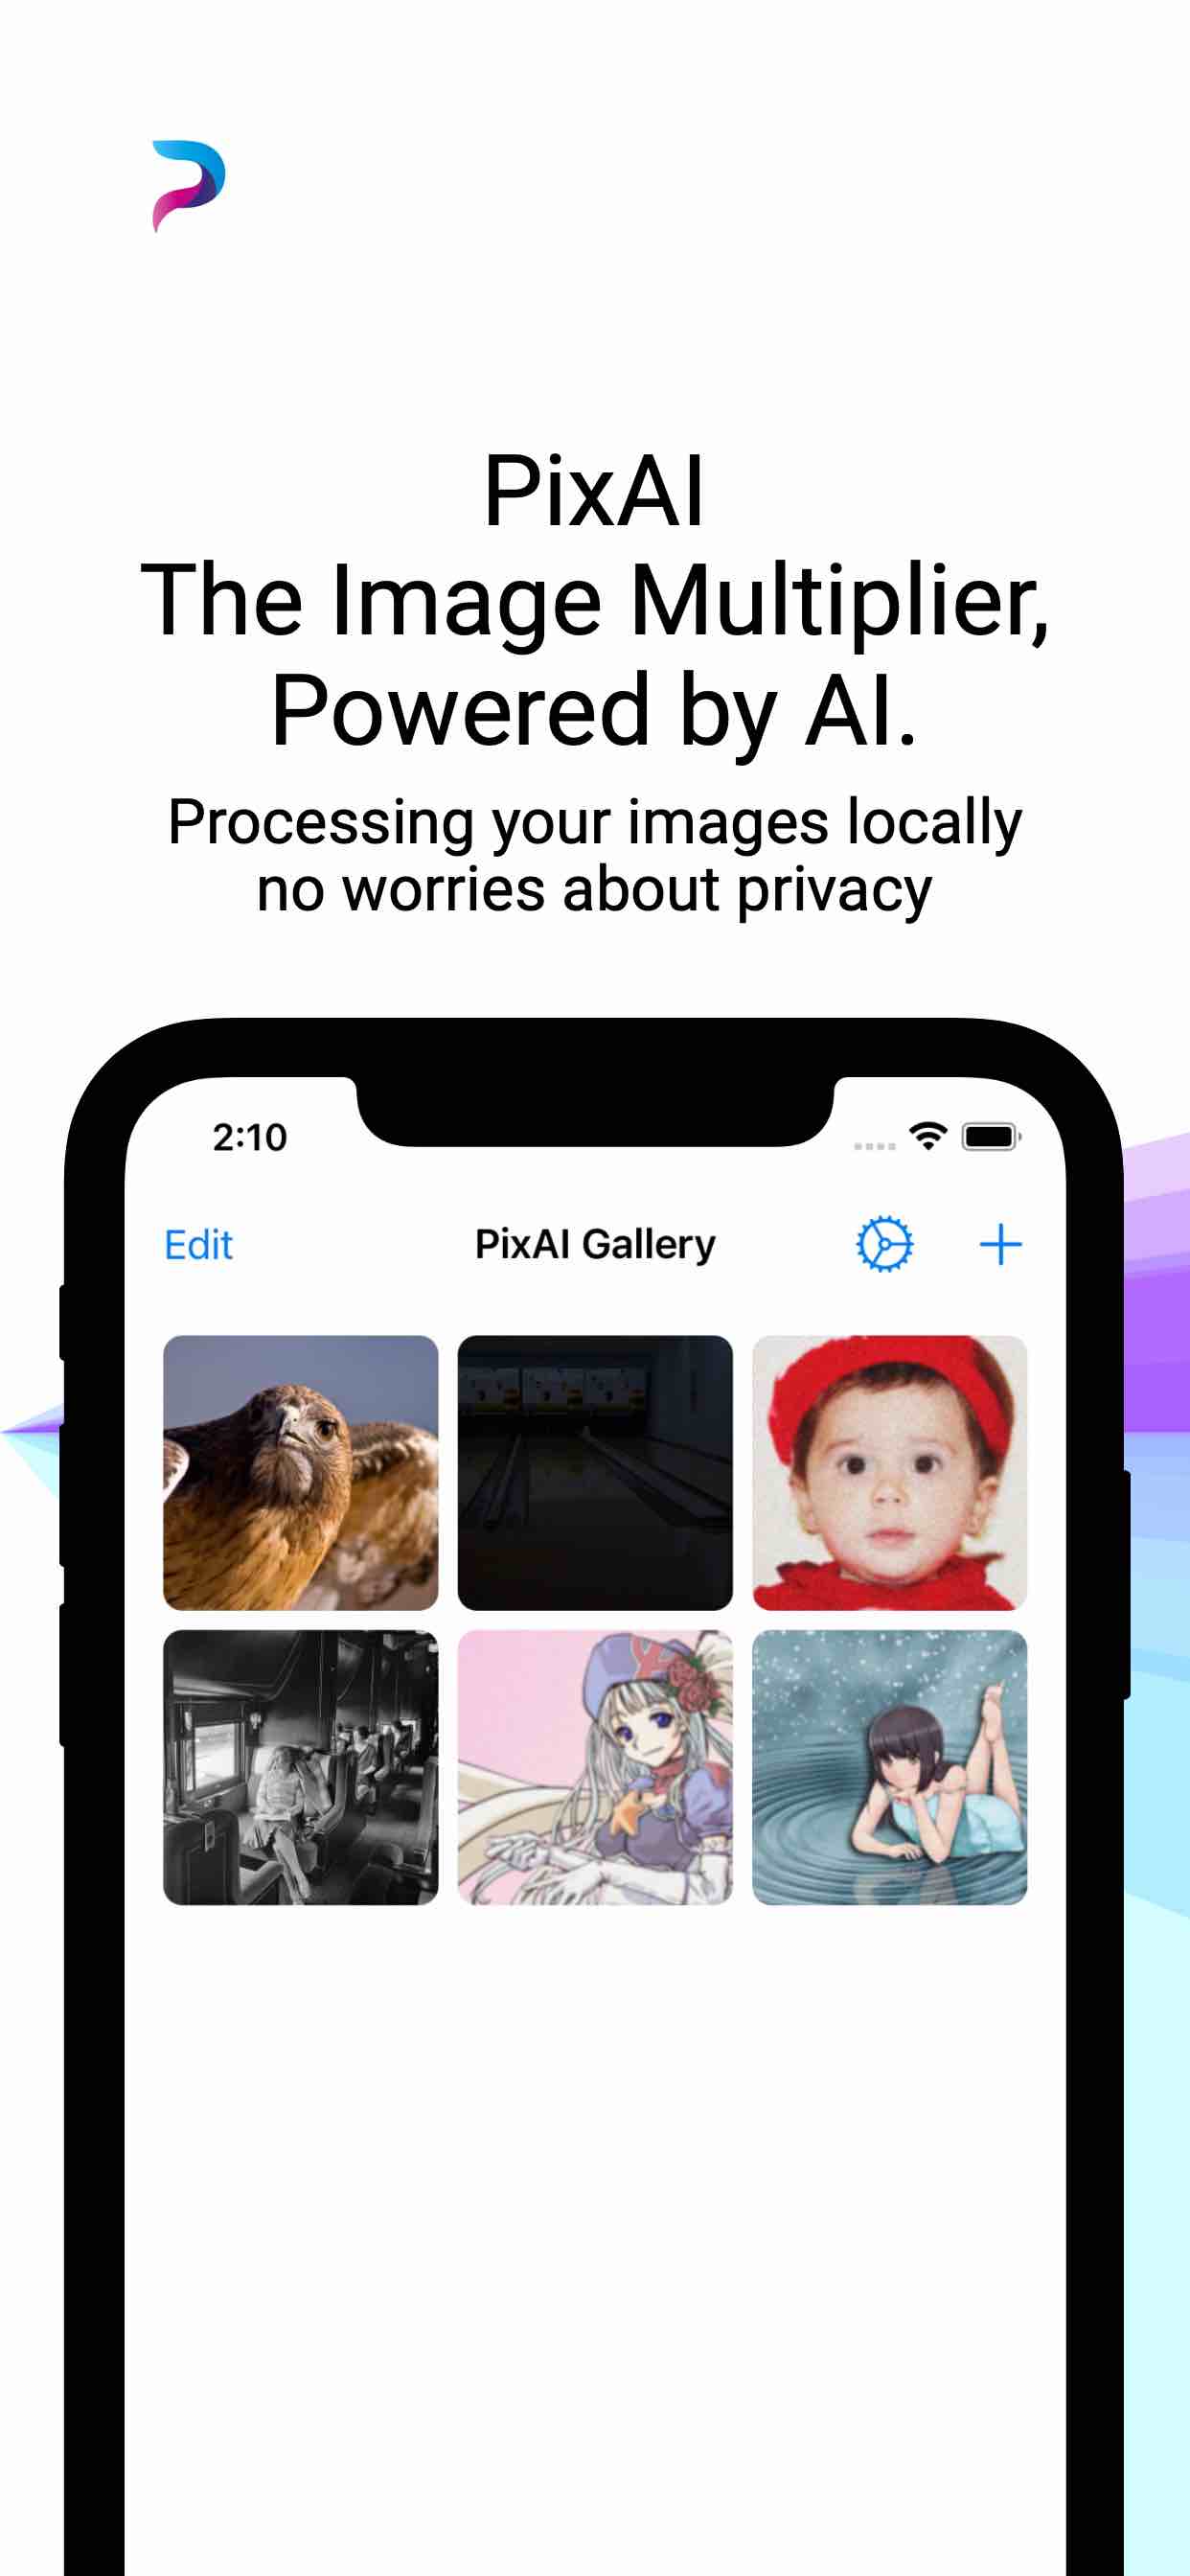 PixAI
The Image Multiplier,
Powered by AI.
Processing your images locally
no worries about privacy
2:10
Edit PixAI Gallery